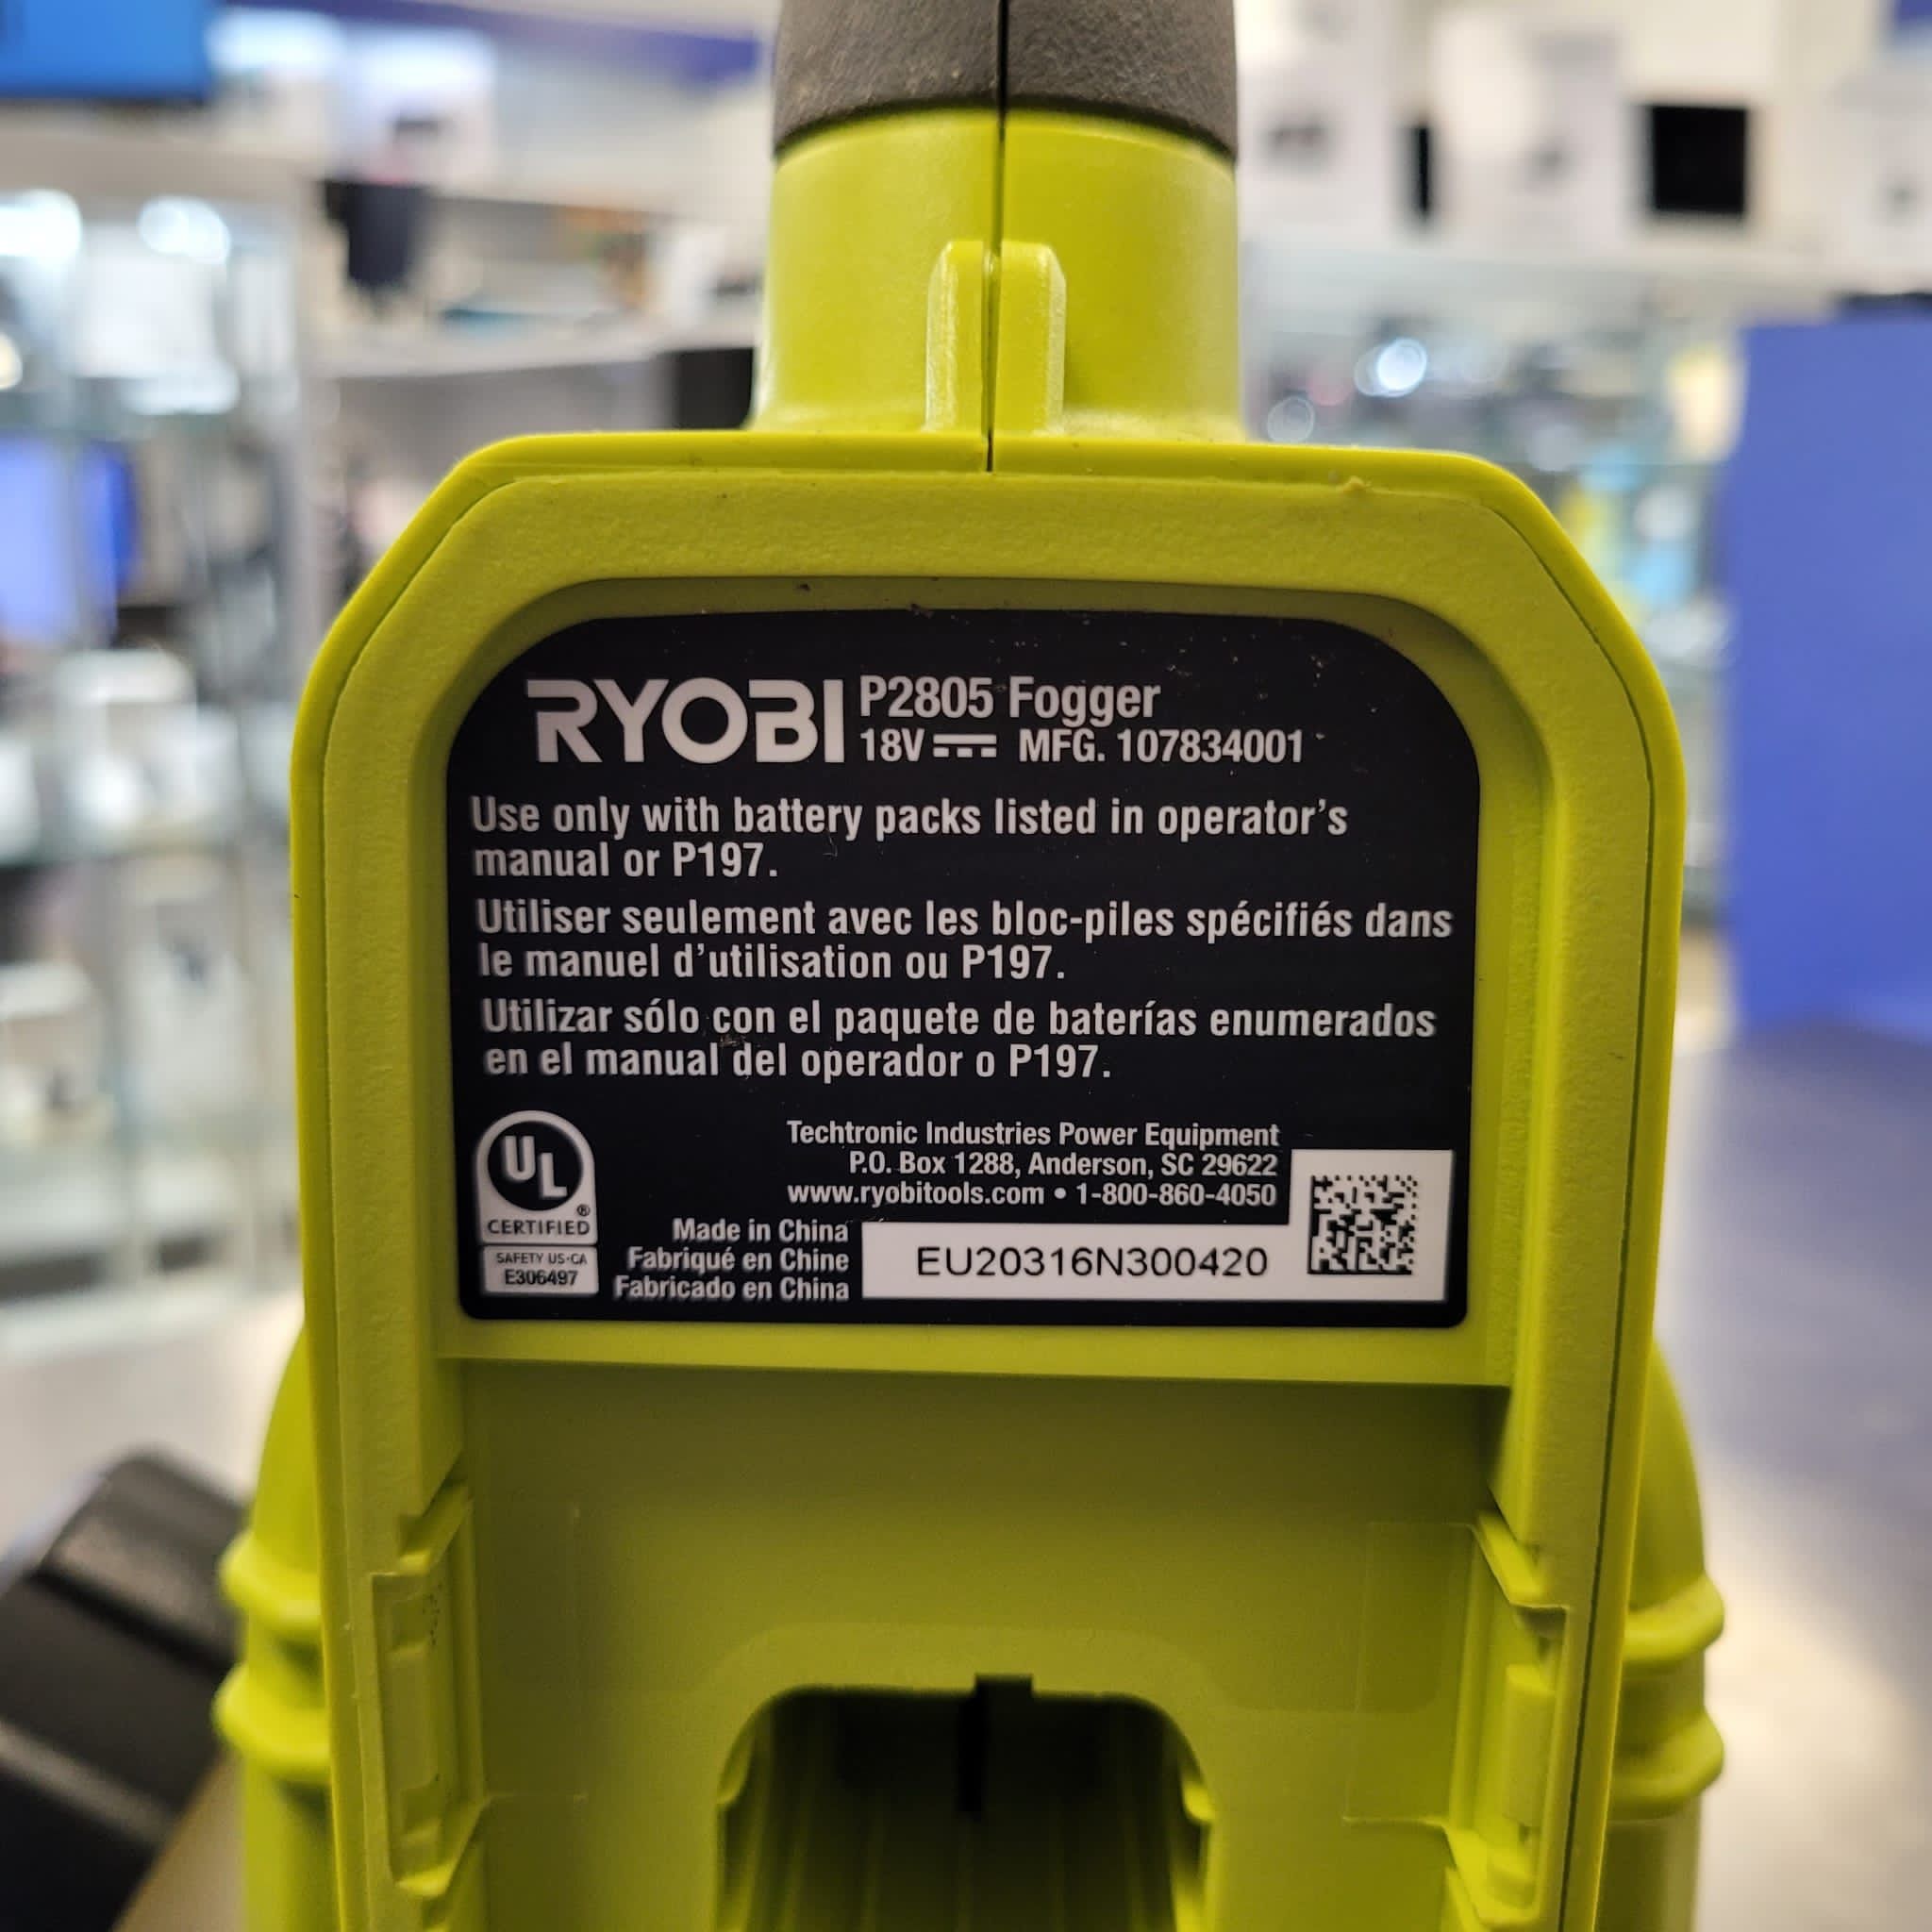 RYOBI P2805 Fogger
18V MFG. 107834001
Use only with battery packs listed in operator's
manual or P197.
Utiliser seulement avec les bloc-piles spécifiés dans
le manuel d'utilisation ou P197.
Utilizar sólo con el paquete de baterías enumerados
en el manual del operador o P197.
UL
®
CERTIFIED
SAFETY US-CA
E306497
Techtronic Industries Power Equipment
P.O. Box 1288, Anderson, SC 29622
www.ryobitools.com • 1-800-860-4050
Made in China
Fabriqué en Chine
Fabricado en China
EU20316N300420